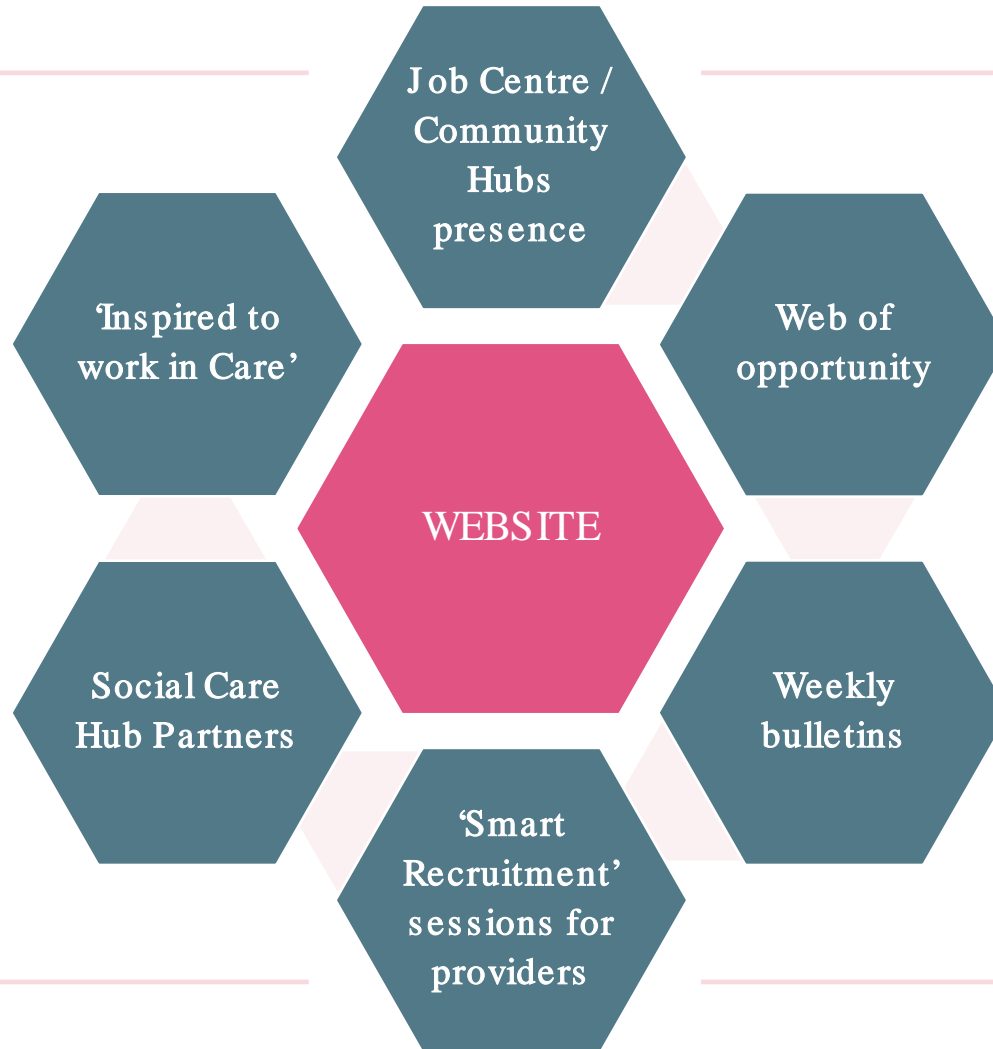 Job Centre /
Community
Hubs
presence
‘Inspired to
work in Care’
Web of
opportunity
WEBSITE
Social Care
Hub Partners
Weekly
bulletins
‘Smart
Recruitment’
sessions for
providers